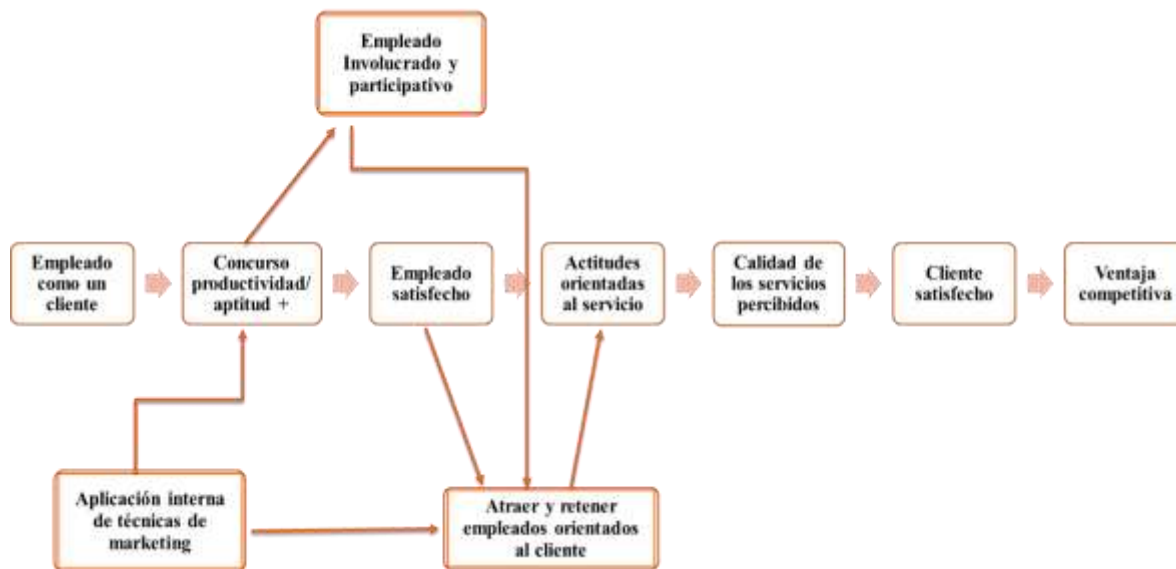 Empleado
Involucrado y
participativo
Empleado
como un
cliente
Concurso
productividad/
aptitud +
Empleado
satisfecho
Actitudes
orientadas
al servicio
Calidad de
los servicios
percibidos
Cliente
satisfecho
Ventaja
competitiva
Aplicación interna
de técnicas de
marketing
Atraer y retener
empleados orientados
al cliente